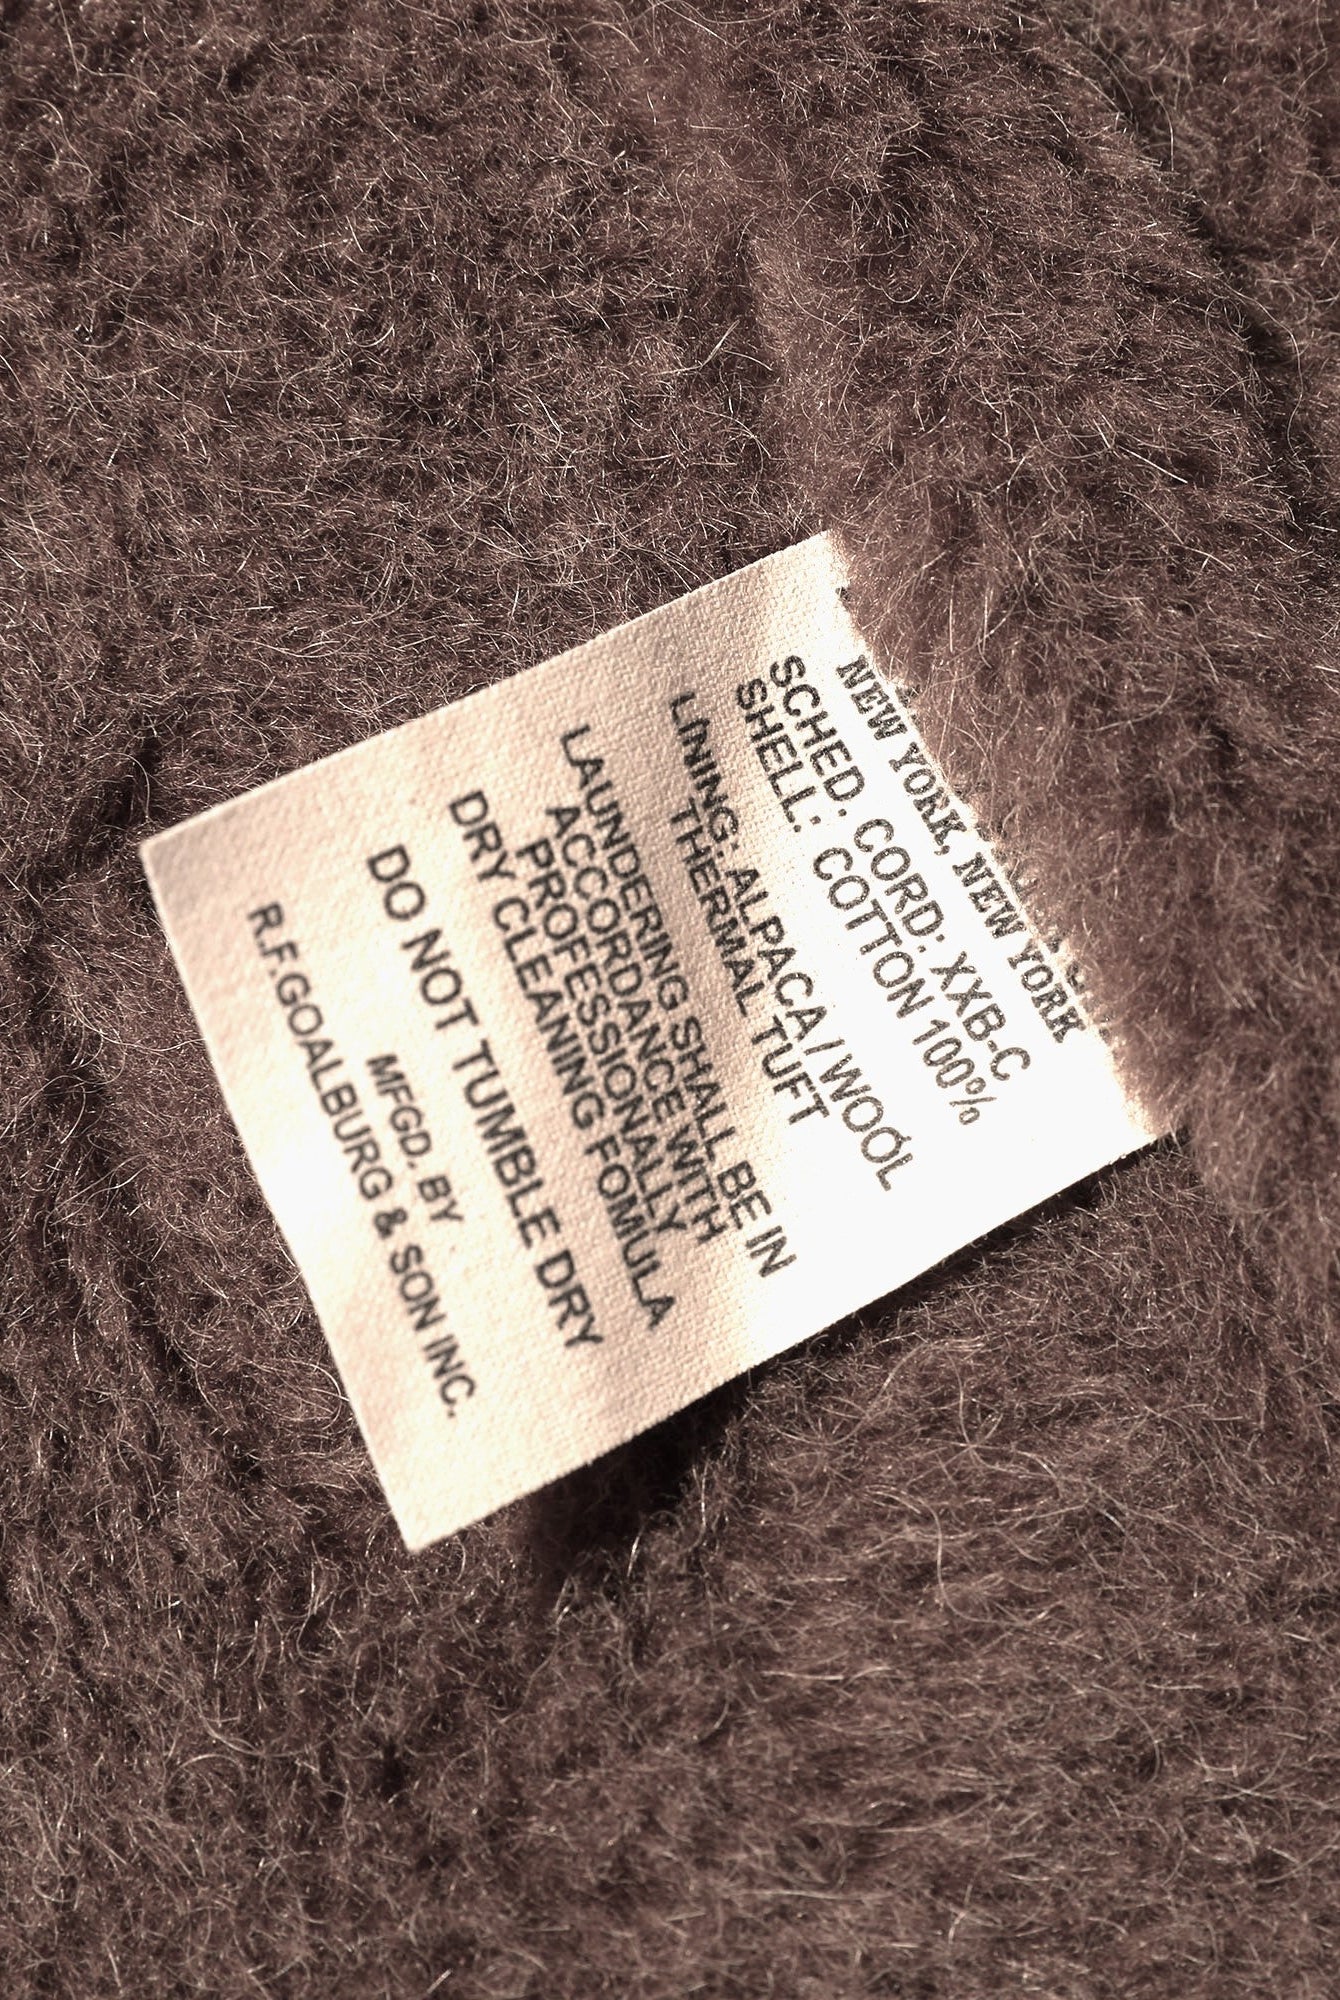 NEW YORK, NEW YORK
SCHED. CORD: XXB-C
SHELL: COTTON 100%
LINING: ALPACA / WOOL
THERMAL TUFT
LAUNDERING SHALL BE IN
ACCORDANCE WITH
PROFESSIONALLY
DRY CLEANING FOMULA
DO NOT TUMBLE DRY
MFGD. BY
R.F.GOALBURG & SON INC.